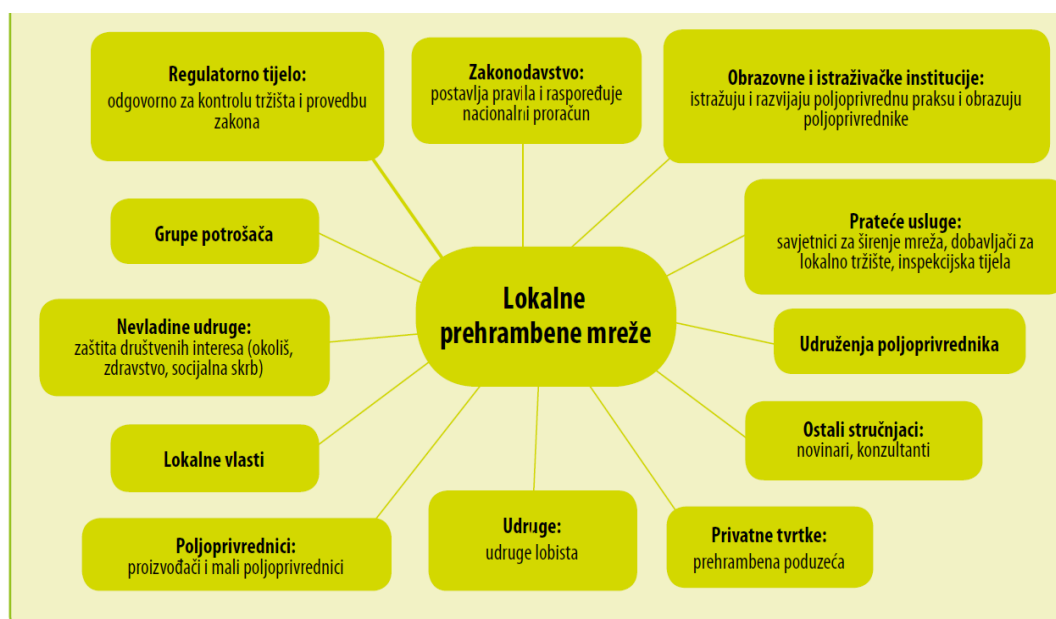 Regulatorno tijelo:
odgovorno za kontrolu tržišta i provedbu
zakona
Zakonodavstvo:
postavlja pravila i raspoređuje
nacionalni proračun
Obrazovne i istraživačke institucije:
istražuju i razvijaju poljoprivrednu praksu i obrazuju
poljoprivrednike
Grupe potrošača
Prateće usluge:
savjetnici za širenje mreža, dobavljači za
lokalno tržište, inspekcijska tijela
Lokalne
prehrambene mreže
Nevladine udruge:
zaštita društvenih interesa (okoliš,
zdravstvo, socijalna skrb)
Udruženja poljoprivrednika
Lokalne vlasti
Ostali stručnjaci:
novinari, konzultanti
Poljoprivrednici:
proizvođači i mali poljoprivrednici
Udruge:
udruge lobista
Privatne tvrtke:
prehrambena poduzeća